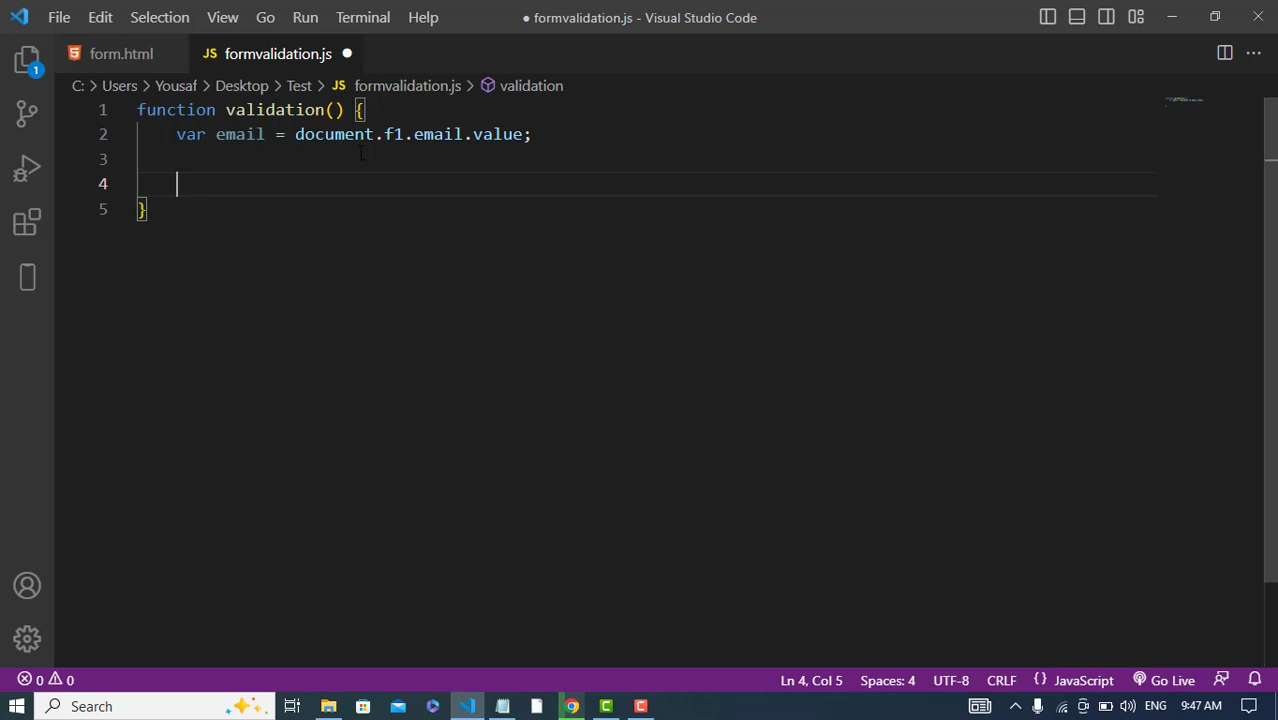 File Edit Selection View Go Run Terminal Help
● formvalidation.js - Visual Studio Code
form.html JS formvalidation.js ●
C: > Users > Yousaf > Desktop > Test > JS formvalidation.js > validation
1 function validation() {
2 var email = document.f1.email.value;
3
4
5 }
1
0 0
Ln 4, Col 5 Spaces: 4 UTF-8 CRLF {} JavaScript Go Live
Search ENG 9:47 AM